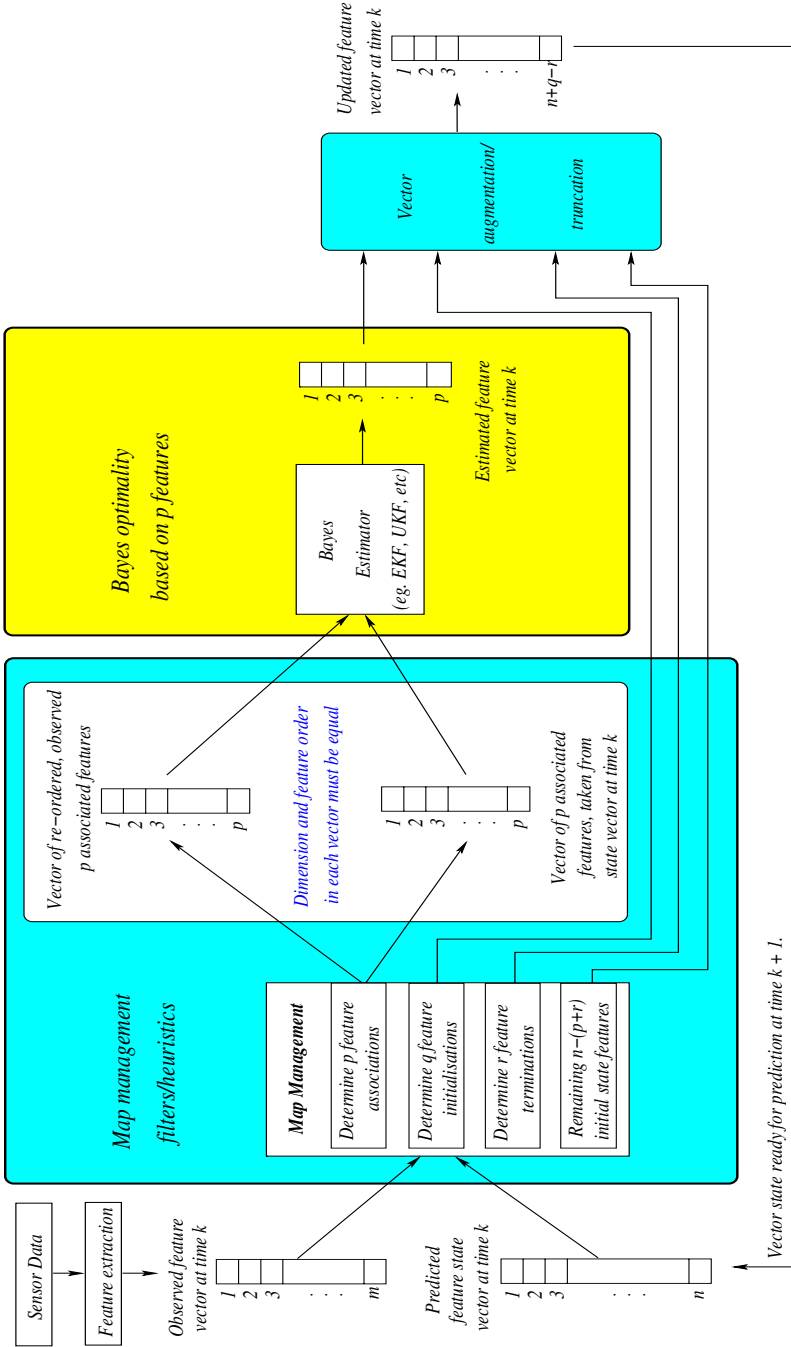 Sensor Data
Feature extraction
Observed feature
vector at time k
1
2
3
. . .
m
Predicted
feature state
vector at time k
1
2
3
. . .
n
Map management
filters/heuristics
Map Management
Determine p feature
associations
Determine q feature
initialisations
Determine r feature
terminations
Remaining n−(p+r)
initial state features
Vector of re−ordered, observed
p associated features
1
2
3
. . .
p
Dimension and feature order
in each vector must be equal
1
2
3
. . .
p
Vector of p associated
features, taken from
state vector at time k
Bayes optimality
based on p features
Bayes
Estimator
(eg. EKF, UKF, etc)
1
2
3
. . .
p
Estimated feature
vector at time k
Vector
augmentation/
truncation
Updated feature
vector at time k
1
2
3
. . .
n+q−r
Vector state ready for prediction at time k + 1.